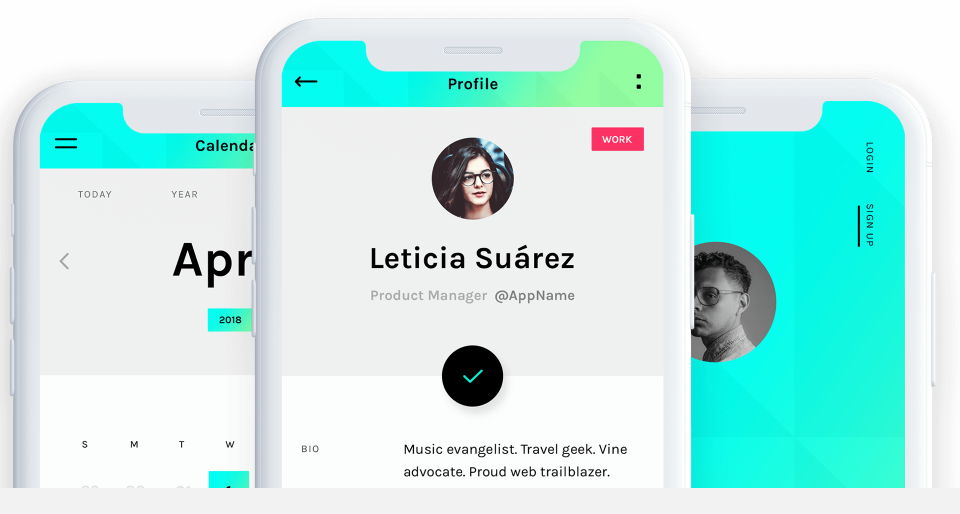 Profile
WORK
Leticia Suárez
Product Manager @AppName
BIO
Music evangelist. Travel geek. Vine
advocate. Proud web trailblazer.
Calenda
TODAY YEAR
Apr
2018
S M T W
LOGIN
SIGN UP